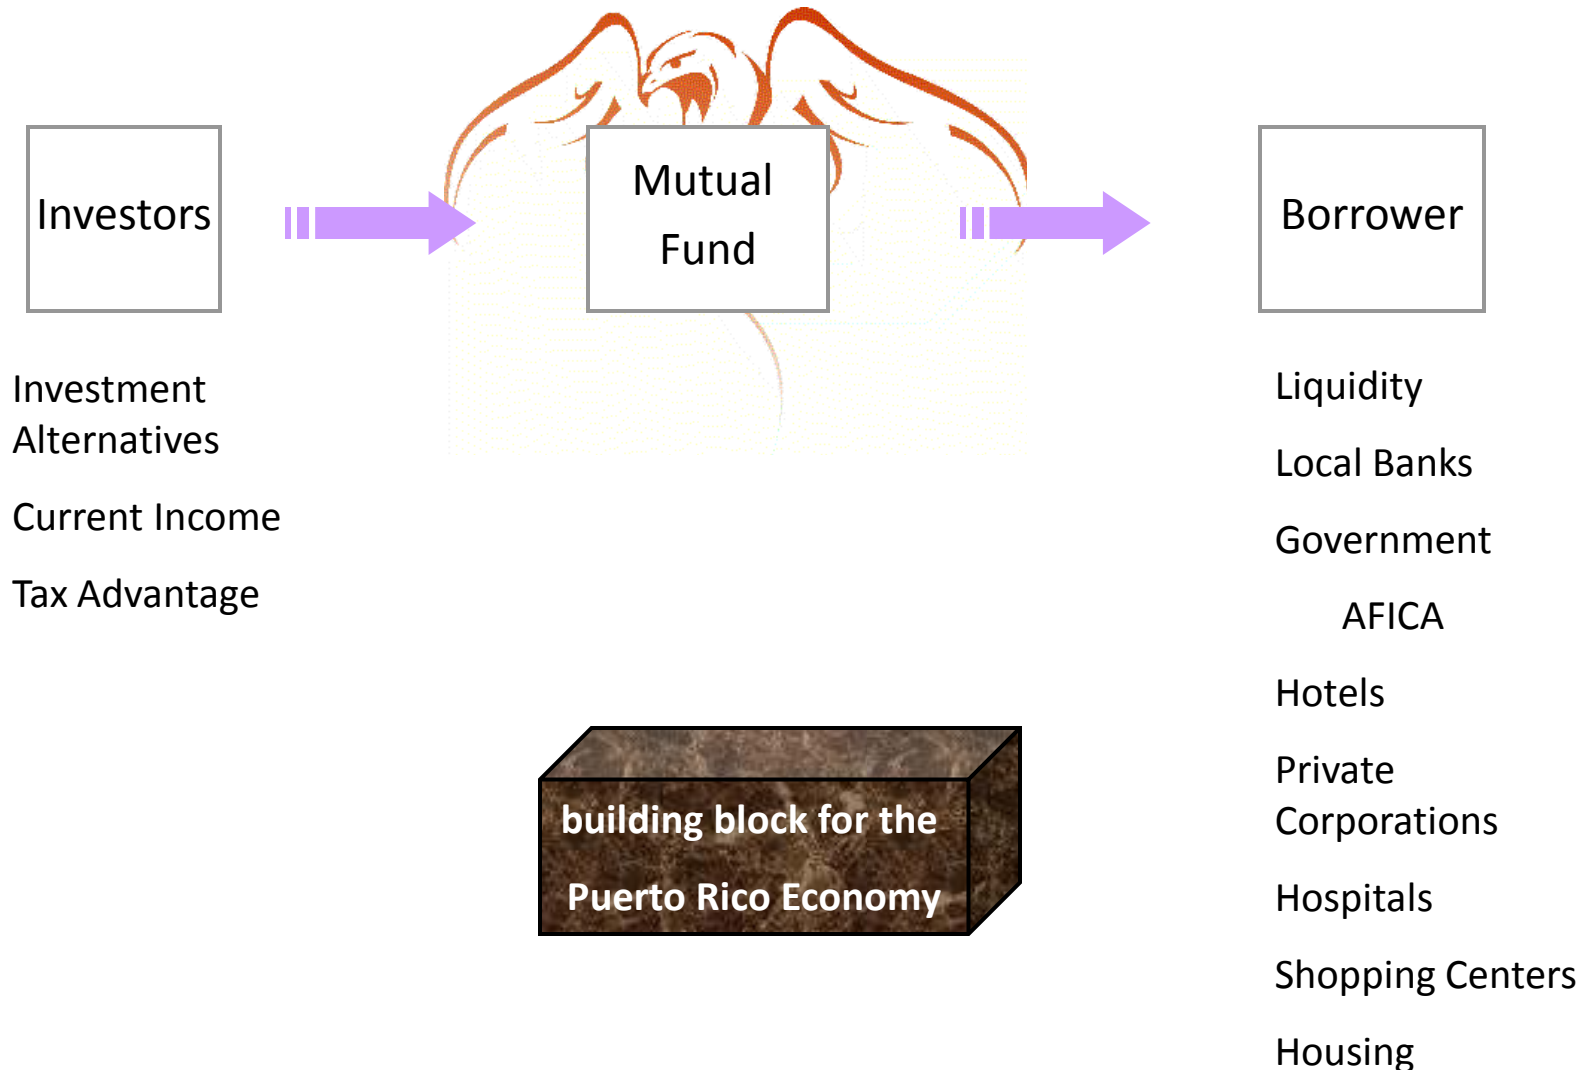 Investors
Mutual
Fund
Borrower
Investment
Alternatives
Current Income
Tax Advantage
Liquidity
Local Banks
Government
AFICA
Hotels
Private
Corporations
Hospitals
Shopping Centers
Housing
building block for the
Puerto Rico Economy